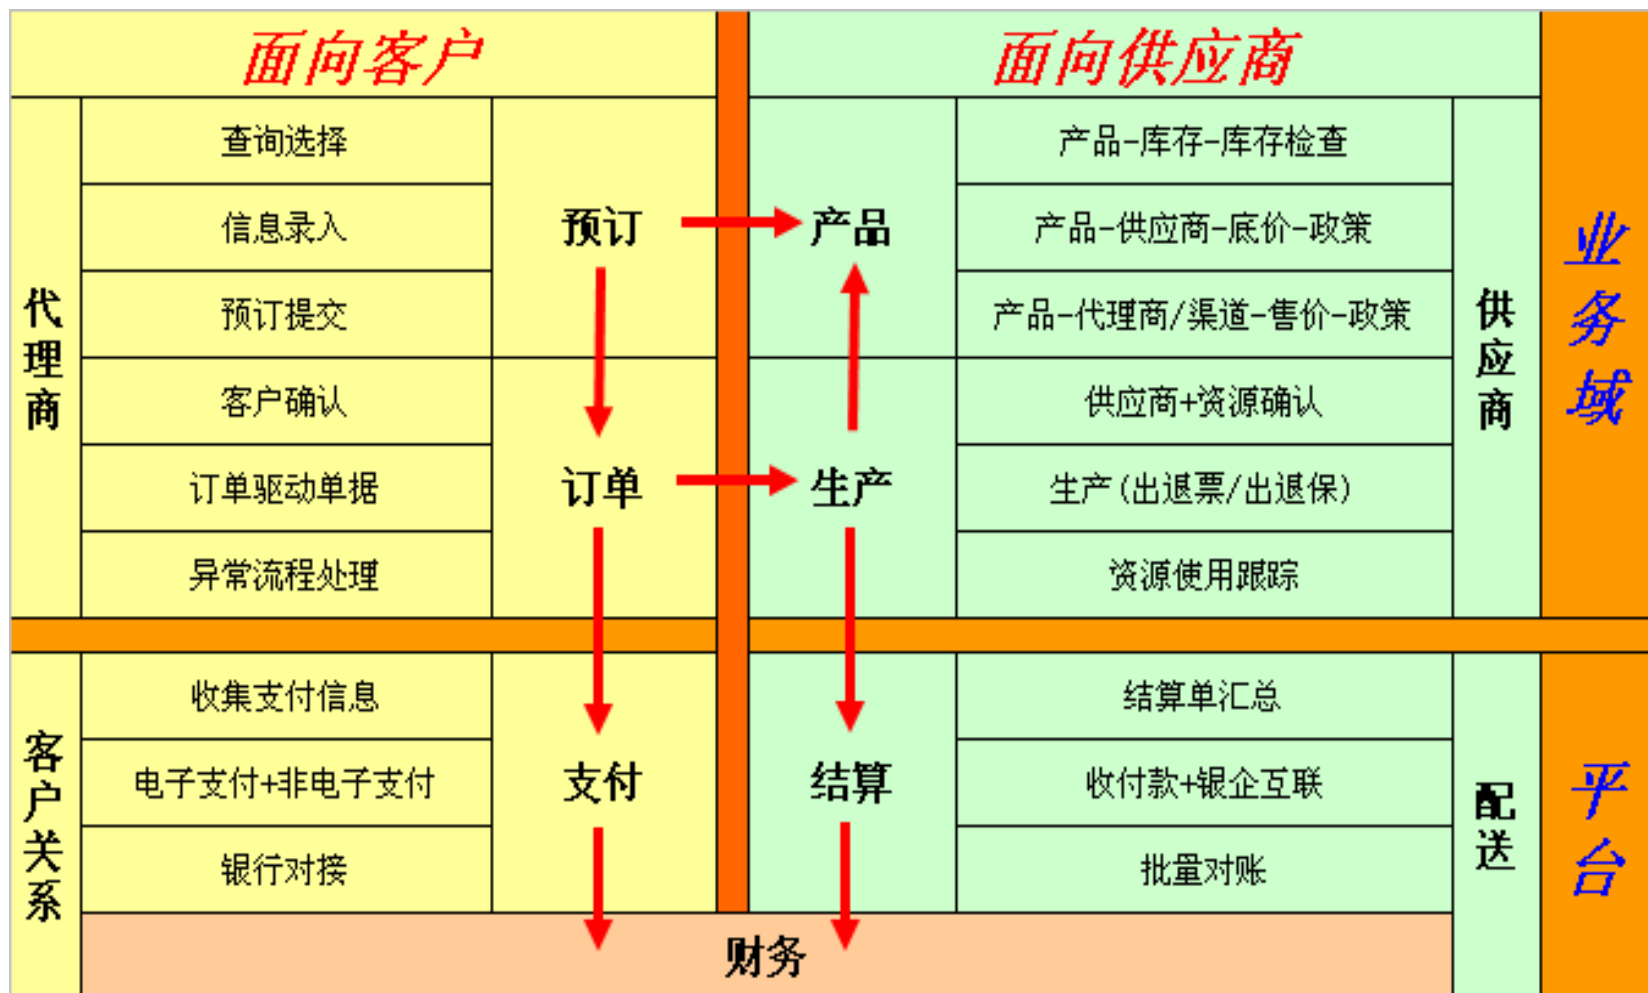 面向客户
面向供应商
代理商
查询选择
信息录入
预订提交
预订
产品
产品-库存-库存检查
产品-供应商-底价-政策
产品-代理商/渠道-售价-政策
客户确认
订单驱动单据
异常流程处理
订单
生产
供应商+资源确认
生产(出退票/出退保)
资源使用跟踪
供应商
业务域
客户关系
收集支付信息
电子支付+非电子支付
银行对接
支付
结算
结算单汇总
收付款+银企互联
批量对账
配送
平台
财务